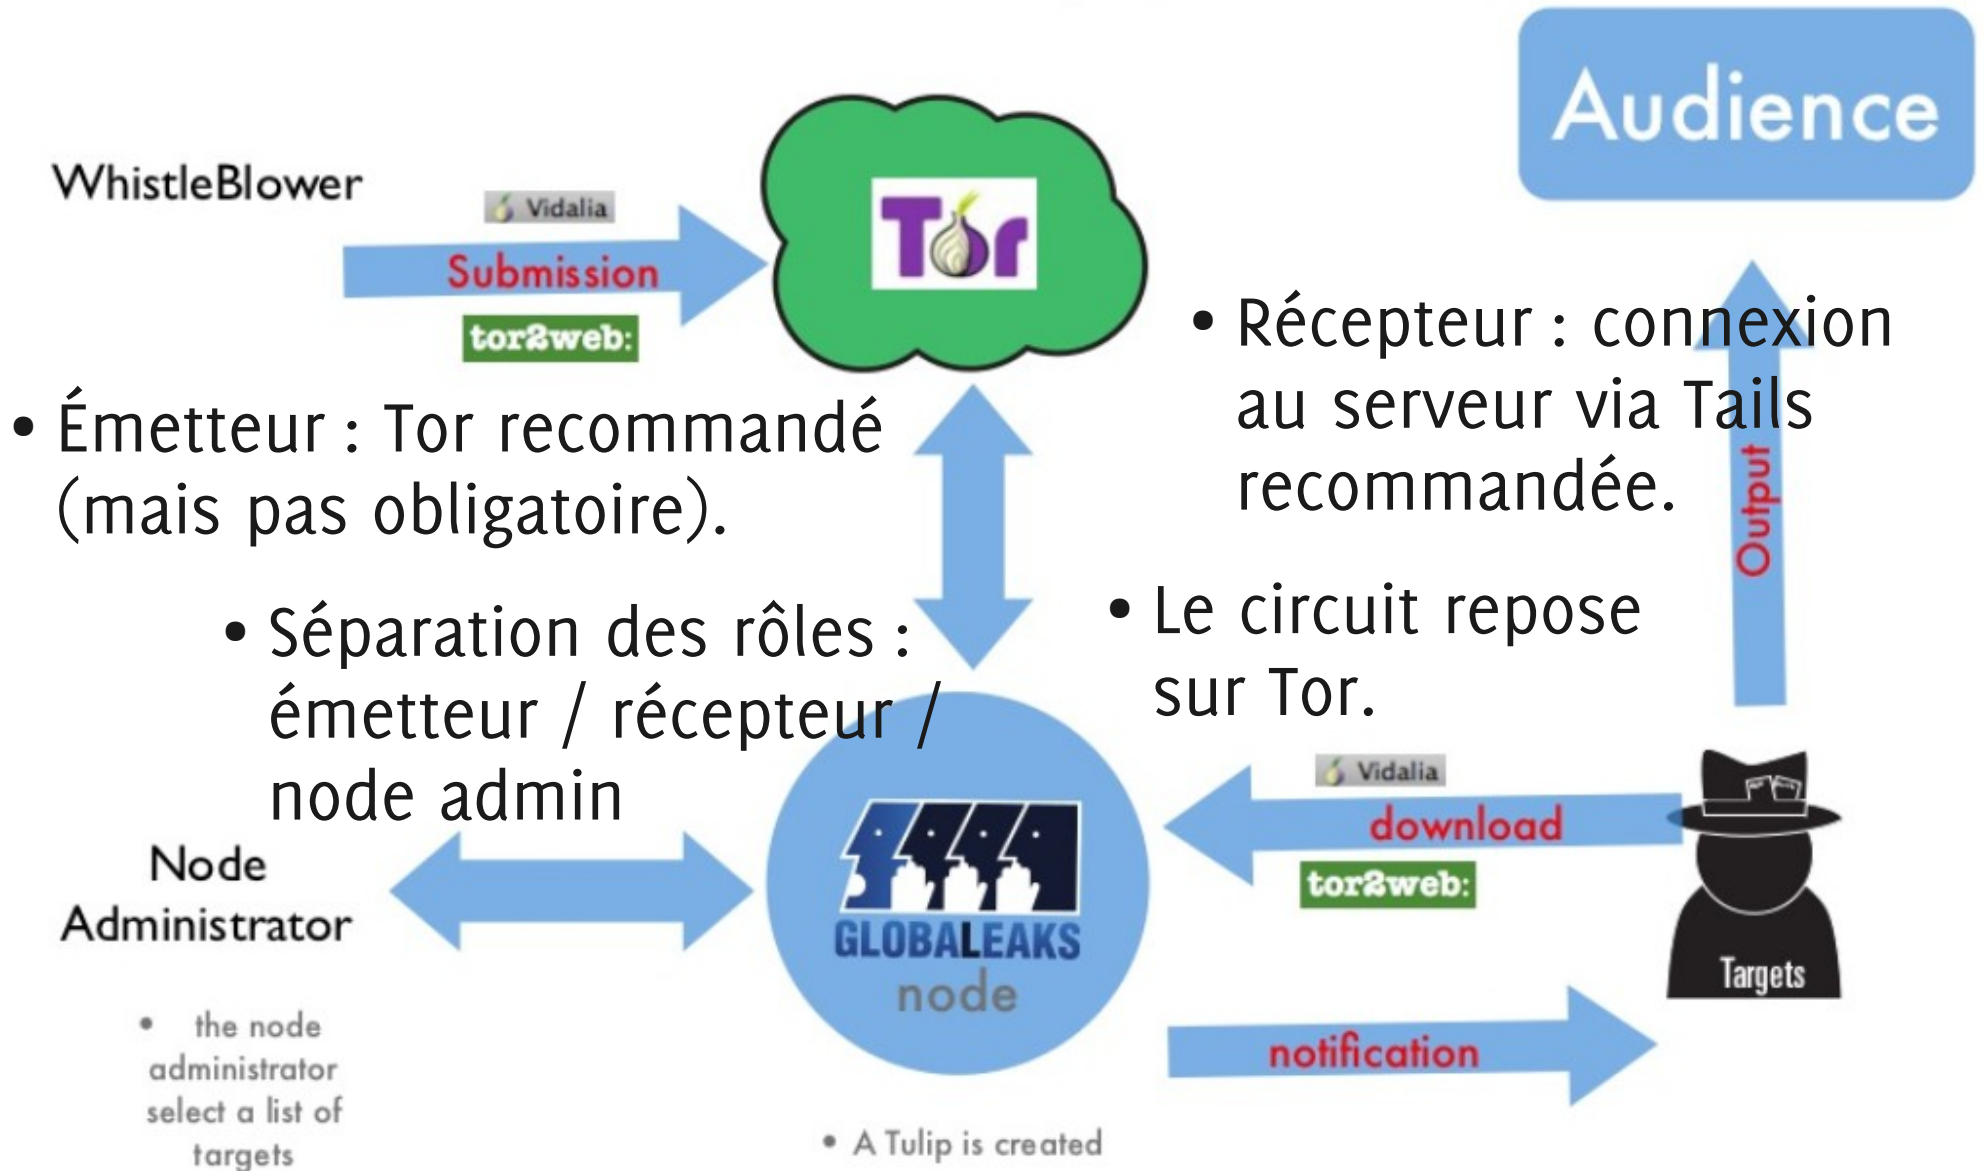 Audience
WhistleBlower
Vidalia
Submission
tor2web:
Tor
• Récepteur : connexion
au serveur via Tails
recommandée.
• Émetteur : Tor recommandé
(mais pas obligatoire).
Output
• Séparation des rôles :
émetteur / récepteur /
node admin
• Le circuit repose
sur Tor.
Vidalia
download
tor2web:
Node
Administrator
GLOBALEAKS
node
Targets
notification
• the node
administrator
select a list of
targets
• A Tulip is created